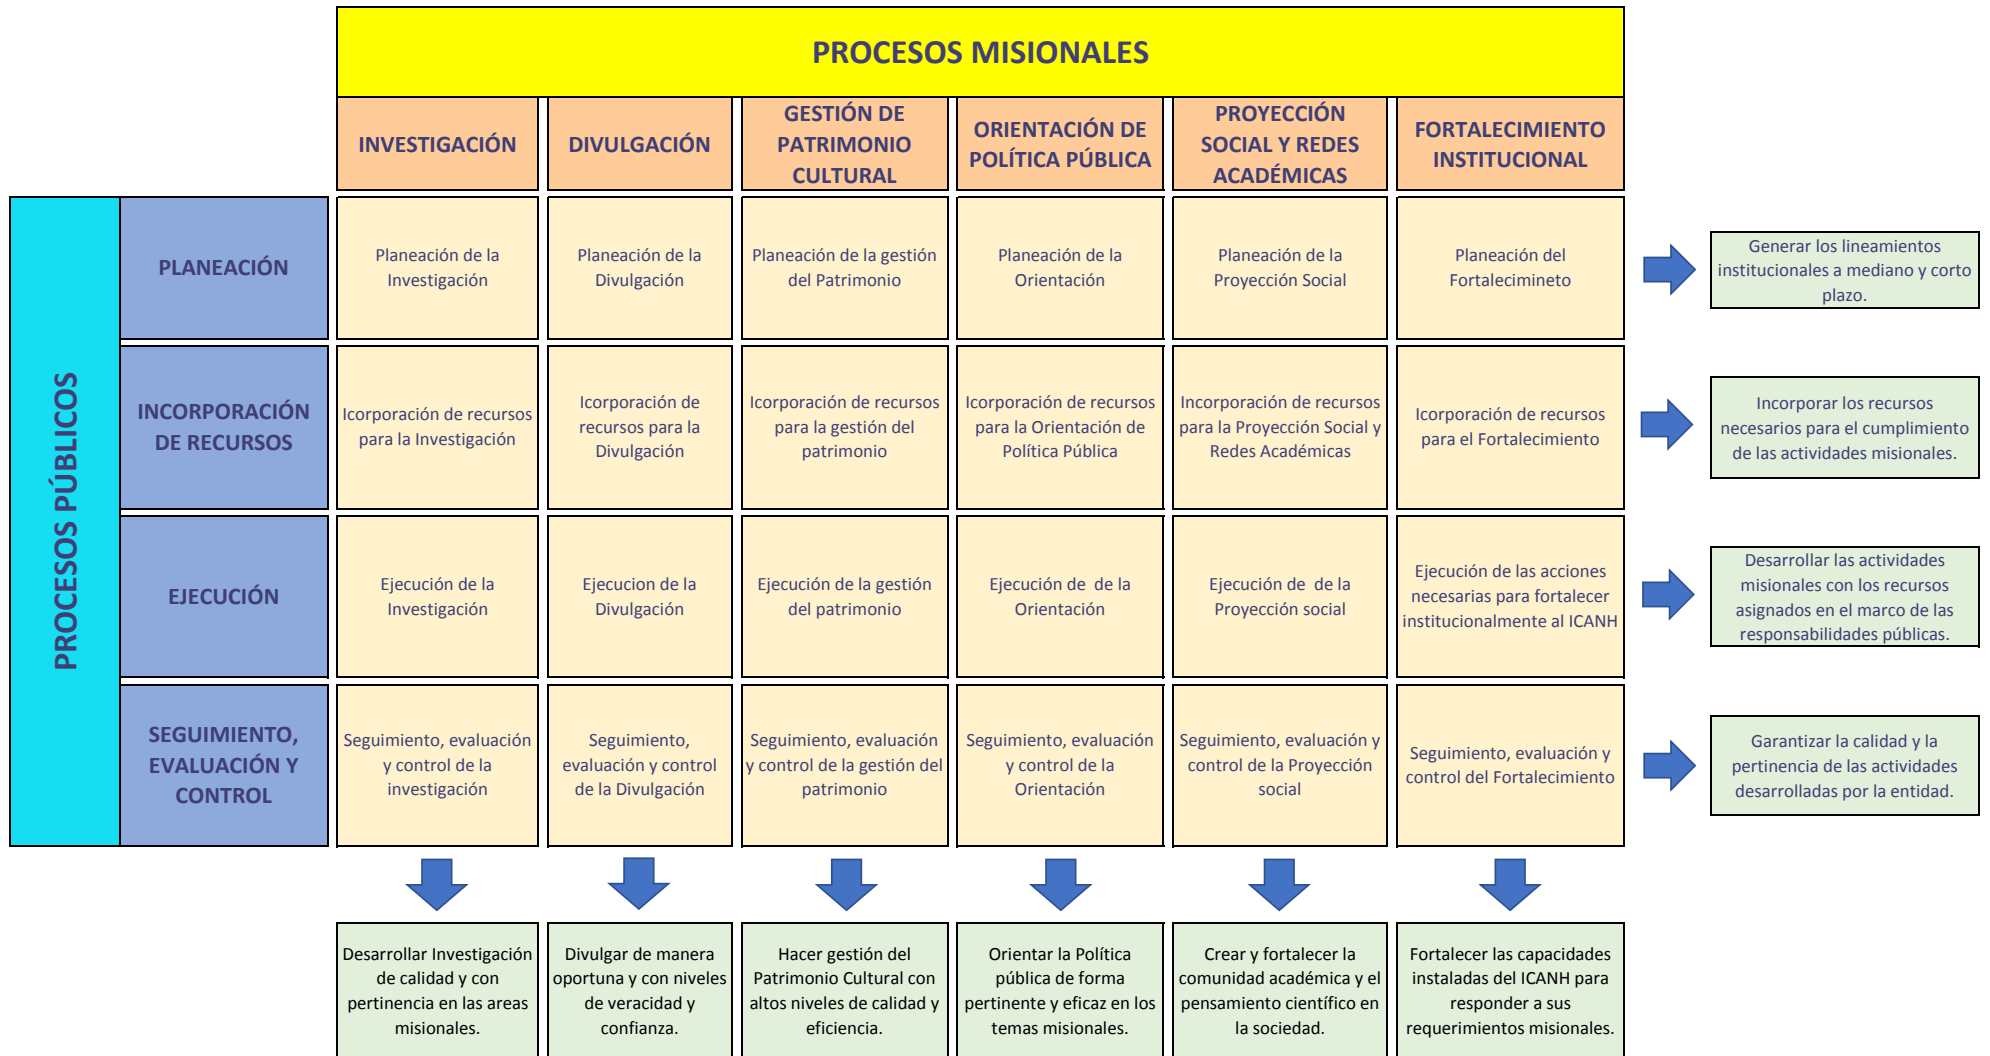 PROCESOS MISIONALES
INVESTIGACIÓN
DIVULGACIÓN
GESTIÓN DE
PATRIMONIO
CULTURAL
ORIENTACIÓN DE
POLÍTICA PÚBLICA
PROYECCIÓN
SOCIAL Y REDES
ACADÉMICAS
FORTALECIMIENTO
INSTITUCIONAL
PROCESOS PÚBLICOS
PLANEACIÓN
Planeación de la
Investigación
Planeación de la
Divulgación
Planeación de la gestión
del Patrimonio
Planeación de la
Orientación
Planeación de la
Proyección Social
Planeación del
Fortalecimineto
Generar los lineamientos
institucionales a mediano y corto
plazo.
INCORPORACIÓN
DE RECURSOS
Icorporación de recursos
para la Investigación
Icorporación de
recursos para la
Divulgación
Icorporación de recursos
para la gestión del
patrimonio
Icorporación de recursos
para la Orientación de
Política Pública
Incorporación de recursos
para la Proyección Social y
Redes Académicas
Icorporación de recursos
para el Fortalecimiento
Incorporar los recursos
necesarios para el cumplimiento
de las actividades misionales.
EJECUCIÓN
Ejecución de la
Investigación
Ejecucion de la
Divulgación
Ejecución de la gestión
del patrimonio
Ejecución de  de la
Orientación
Ejecución de  de la
Proyección social
Ejecución de las acciones
necesarias para fortalecer
institucionalmente al ICANH
Desarrollar las actividades
misionales con los recursos
asignados en el marco de las
responsabilidades públicas.
SEGUIMIENTO,
EVALUACIÓN Y
CONTROL
Seguimiento, evaluación
y control de la
investigación
Seguimiento,
evaluación y control
de la Divulgación
Seguimiento, evaluación
y control de la gestión del
patrimonio
Seguimiento, evaluación
y control de la
Orientación
Seguimiento, evaluación y
control de la Proyección
social
Seguimiento, evaluación y
control del Fortalecimiento
Garantizar la calidad y la
pertinencia de las actividades
desarrolladas por la entidad.
Desarrollar Investigación
de calidad y con
pertinencia en las areas
misionales.
Divulgar de manera
oportuna y con niveles
de veracidad y
confianza.
Hacer gestión del
Patrimonio Cultural con
altos niveles de calidad y
eficiencia.
Orientar la Política
pública de forma
pertinente y eficaz en los
temas misionales.
Crear y fortalecer la
comunidad académica y el
pensamiento científico en
la sociedad.
Fortalecer las capacidades
instaladas del ICANH para
responder a sus
requerimientos misionales.